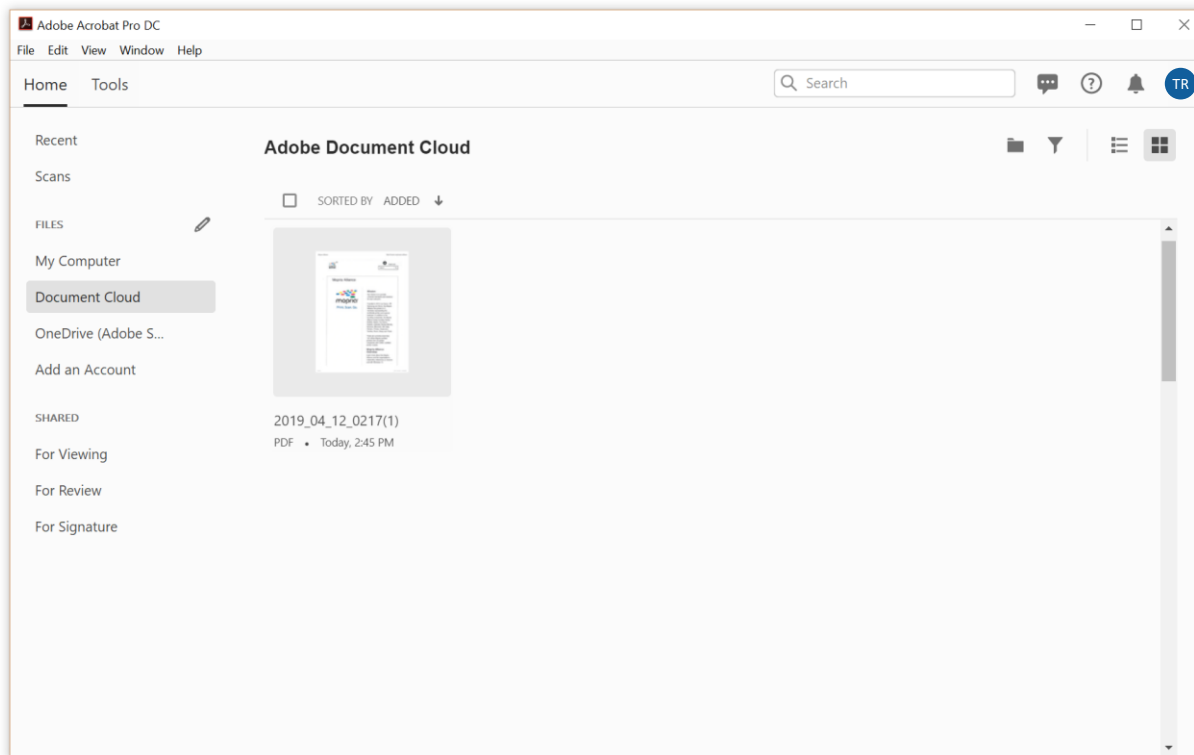 Adobe Acrobat Pro DC
File Edit View Window Help
Home Tools
Search
TR
Recent
Scans
FILES
My Computer
Document Cloud
OneDrive (Adobe S...
Add an Account
SHARED
For Viewing
For Review
For Signature
Adobe Document Cloud
SORTED BY ADDED
mopria
2019_04_12_0217(1)
PDF • Today, 2:45 PM